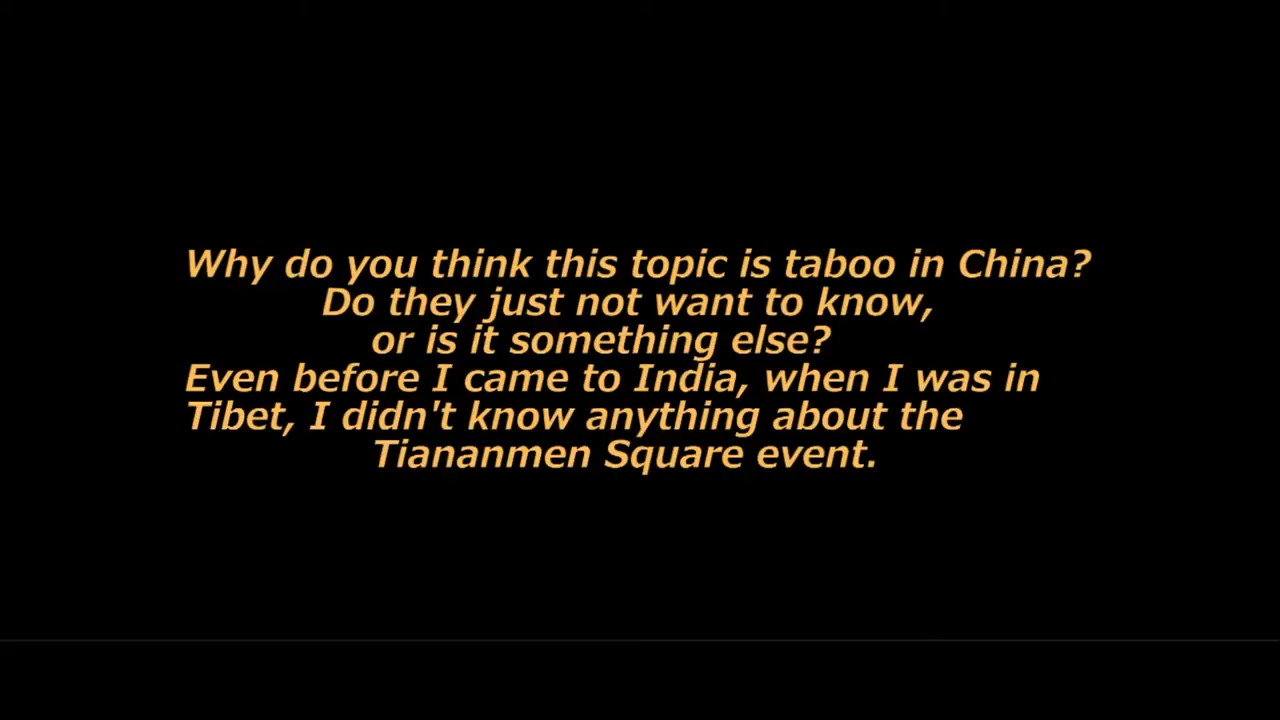 Why do you think this topic is taboo in China?
Do they just not want to know,
or is it something else?
Even before I came to India, when I was in
Tibet, I didn't know anything about the
Tiananmen Square event.